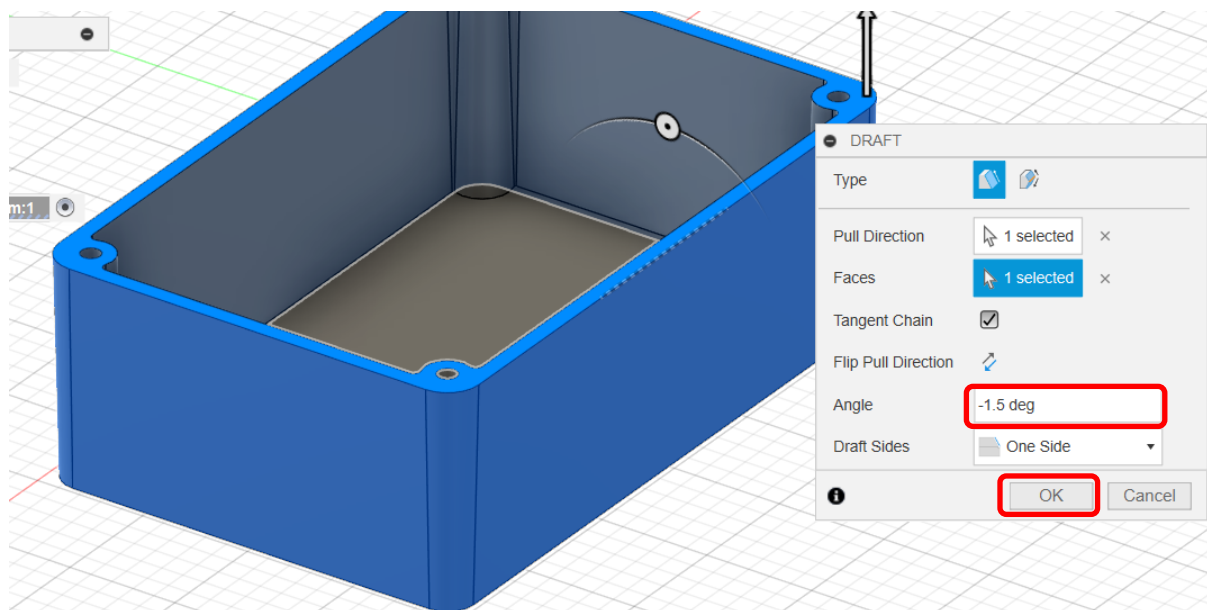 DRAFT
Type
m:1
Pull Direction 1 selected
Faces 1 selected
Tangent Chain
Flip Pull Direction
Angle -1.5 deg
Draft Sides One Side
OK Cancel